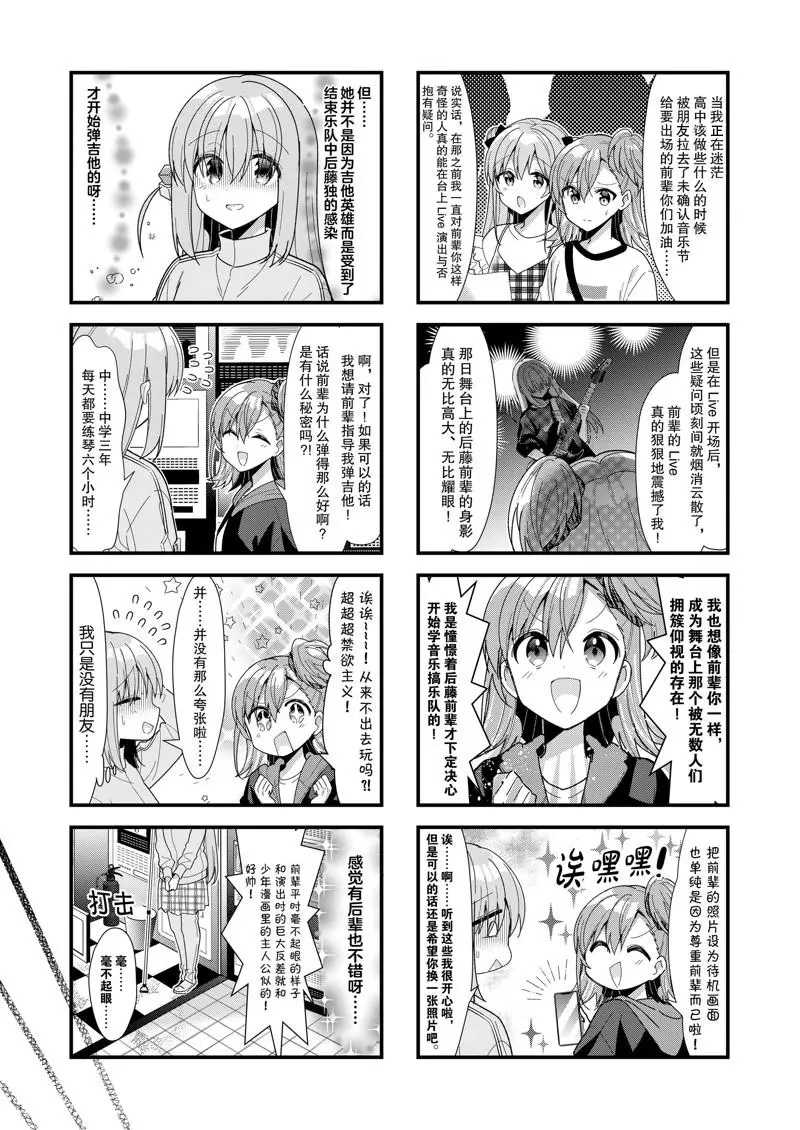 当我正在迷茫
高中该做些什么的时候
被朋友拉去了未确认音乐节
给要出场的前辈你们加油……
说实话，在那之前我一直对前辈你这样
奇怪的人真的能在台上 Live 演出与否
抱有疑问。
但是在 Live 开场后，
这些疑问顷刻间就烟消云散了，
前辈的 Live
真的狠狠地震撼了我！
那日舞台上的后藤前辈的身影
真的无比高大、无比耀眼！
我也想像前辈你一样，
成为舞台上那个被无数人们
拥簇仰视的存在！
我是憧憬着后藤前辈才下定决心
开始学音乐搞乐队的！
把前辈的照片设为待机画面
也单纯是因为尊重前辈而已啦！
诶嘿嘿！
诶……啊……听到这些我很开心啦，
但是可以的话还是希望你换一张照片吧。
但……
她并不是因为吉他英雄而是受到了
结束乐队中后藤独的感染
才开始弹吉他的呀……
啊，对了！如果可以的话
我想请前辈指导我弹吉他！
话说前辈为什么弹得那么好啊？
是有什么秘密吗?!
中……中学三年
每天都要练琴六个小时……
诶诶~~~！从来不出去玩吗?!
超超超禁欲主义！
并……并没有那么夸张啦……
我只是没有朋友……
感觉有后辈也不错呀……
前辈平时毫不起眼的样子
和演出时的巨大反差就和
少年漫画里的主人公似的！
好帅！
打击
毫……
毫不起眼……